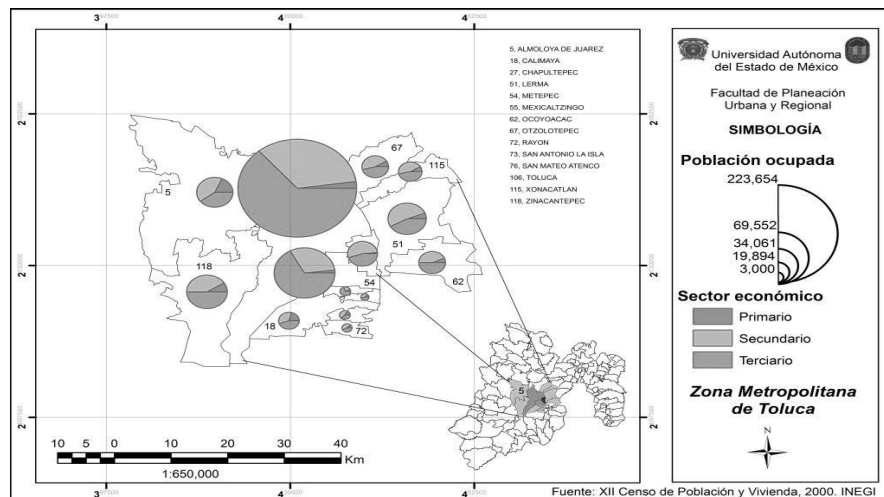 5, ALMOLOYA DE JUAREZ
18, CALIMAYA
27, CHAPULTEPEC
51, LERMA
54, METEPEC
55, MEXICALTZINGO
62, OCOYOACAC
67, OTZOLOTEPEC
72, RAYON
73, SAN ANTONIO LA ISLA
76, SAN MATEO ATENCO
106, TOLUCA
115, XONACATLAN
118, ZINACANTEPEC
67
115
5
51
118
54
62
18
72
5
10 5 0 10 20 30 40
Km
1:650,000
Universidad Autónoma
del Estado de México
Facultad de Planeación
Urbana y Regional
SIMBOLOGÍA
Población ocupada
223,654
69,552
34,061
19,894
3,000
Sector económico
Primario
Secundario
Terciario
Zona Metropolitana
de Toluca
N
Fuente: XII Censo de Población y Vivienda, 2000. INEGI